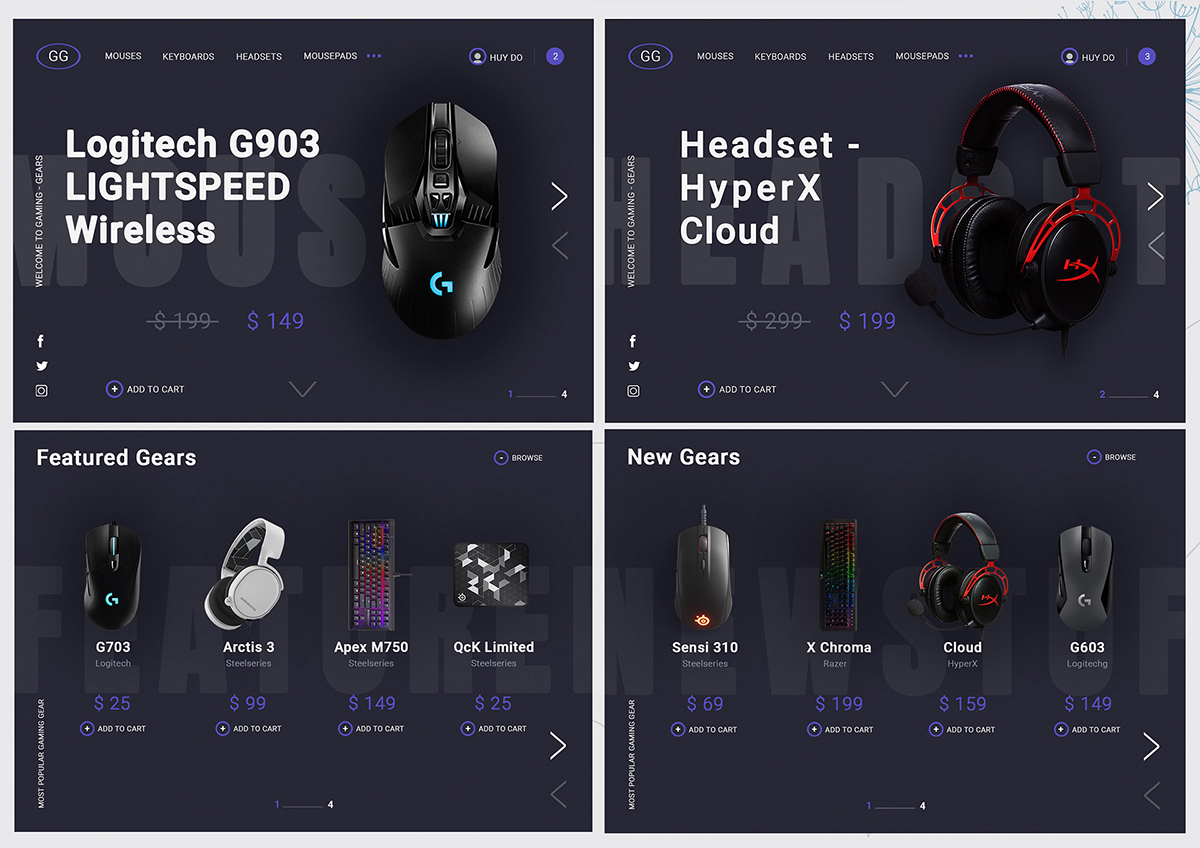 GG
MOUSES
KEYBOARDS
HEADSETS
MOUSEPADS
HUY DO
2
MOUS
WELCOME TO GAMING - GEARS
Logitech G903
LIGHTSPEED
Wireless
$ 199
$ 149
G
ADD TO CART
1
4
GG
MOUSES
KEYBOARDS
HEADSETS
MOUSEPADS
HUY DO
3
HEADSET
WELCOME TO GAMING - GEARS
Headset -
HyperX
Cloud
$ 299
$ 199
HX
ADD TO CART
2
4
Featured Gears
BROWSE
FEATURE
G703
Logitech
$ 25
ADD TO CART
Arctis 3
Steelseries
$ 99
ADD TO CART
Apex M750
Steelseries
$ 149
ADD TO CART
QcK Limited
Steelseries
$ 25
ADD TO CART
MOST POPULAR GAMING GEAR
1
4
New Gears
BROWSE
NEWSTUF
Sensi 310
Steelseries
$ 69
ADD TO CART
X Chroma
Razer
$ 199
ADD TO CART
Cloud
HyperX
$ 159
ADD TO CART
G603
Logitechg
$ 149
ADD TO CART
MOST POPULAR GAMING GEAR
1
4